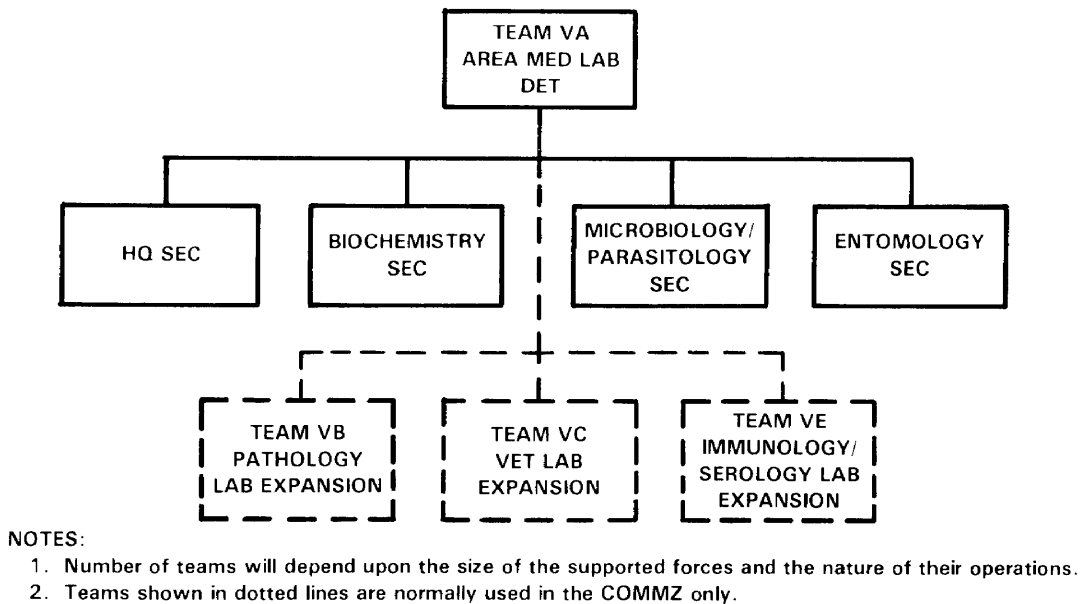 TEAM VA
AREA MED LAB
DET
HQ SEC
BIOCHEMISTRY
SEC
MICROBIOLOGY/
PARASITOLOGY
SEC
ENTOMOLOGY
SEC
TEAM VB
PATHOLOGY
LAB EXPANSION
TEAM VC
VET LAB
EXPANSION
TEAM VE
IMMUNOLOGY/
SEROLOGY LAB
EXPANSION
NOTES:
1. Number of teams will depend upon the size of the supported forces and the nature of their operations.
2. Teams shown in dotted lines are normally used in the COMMZ only.